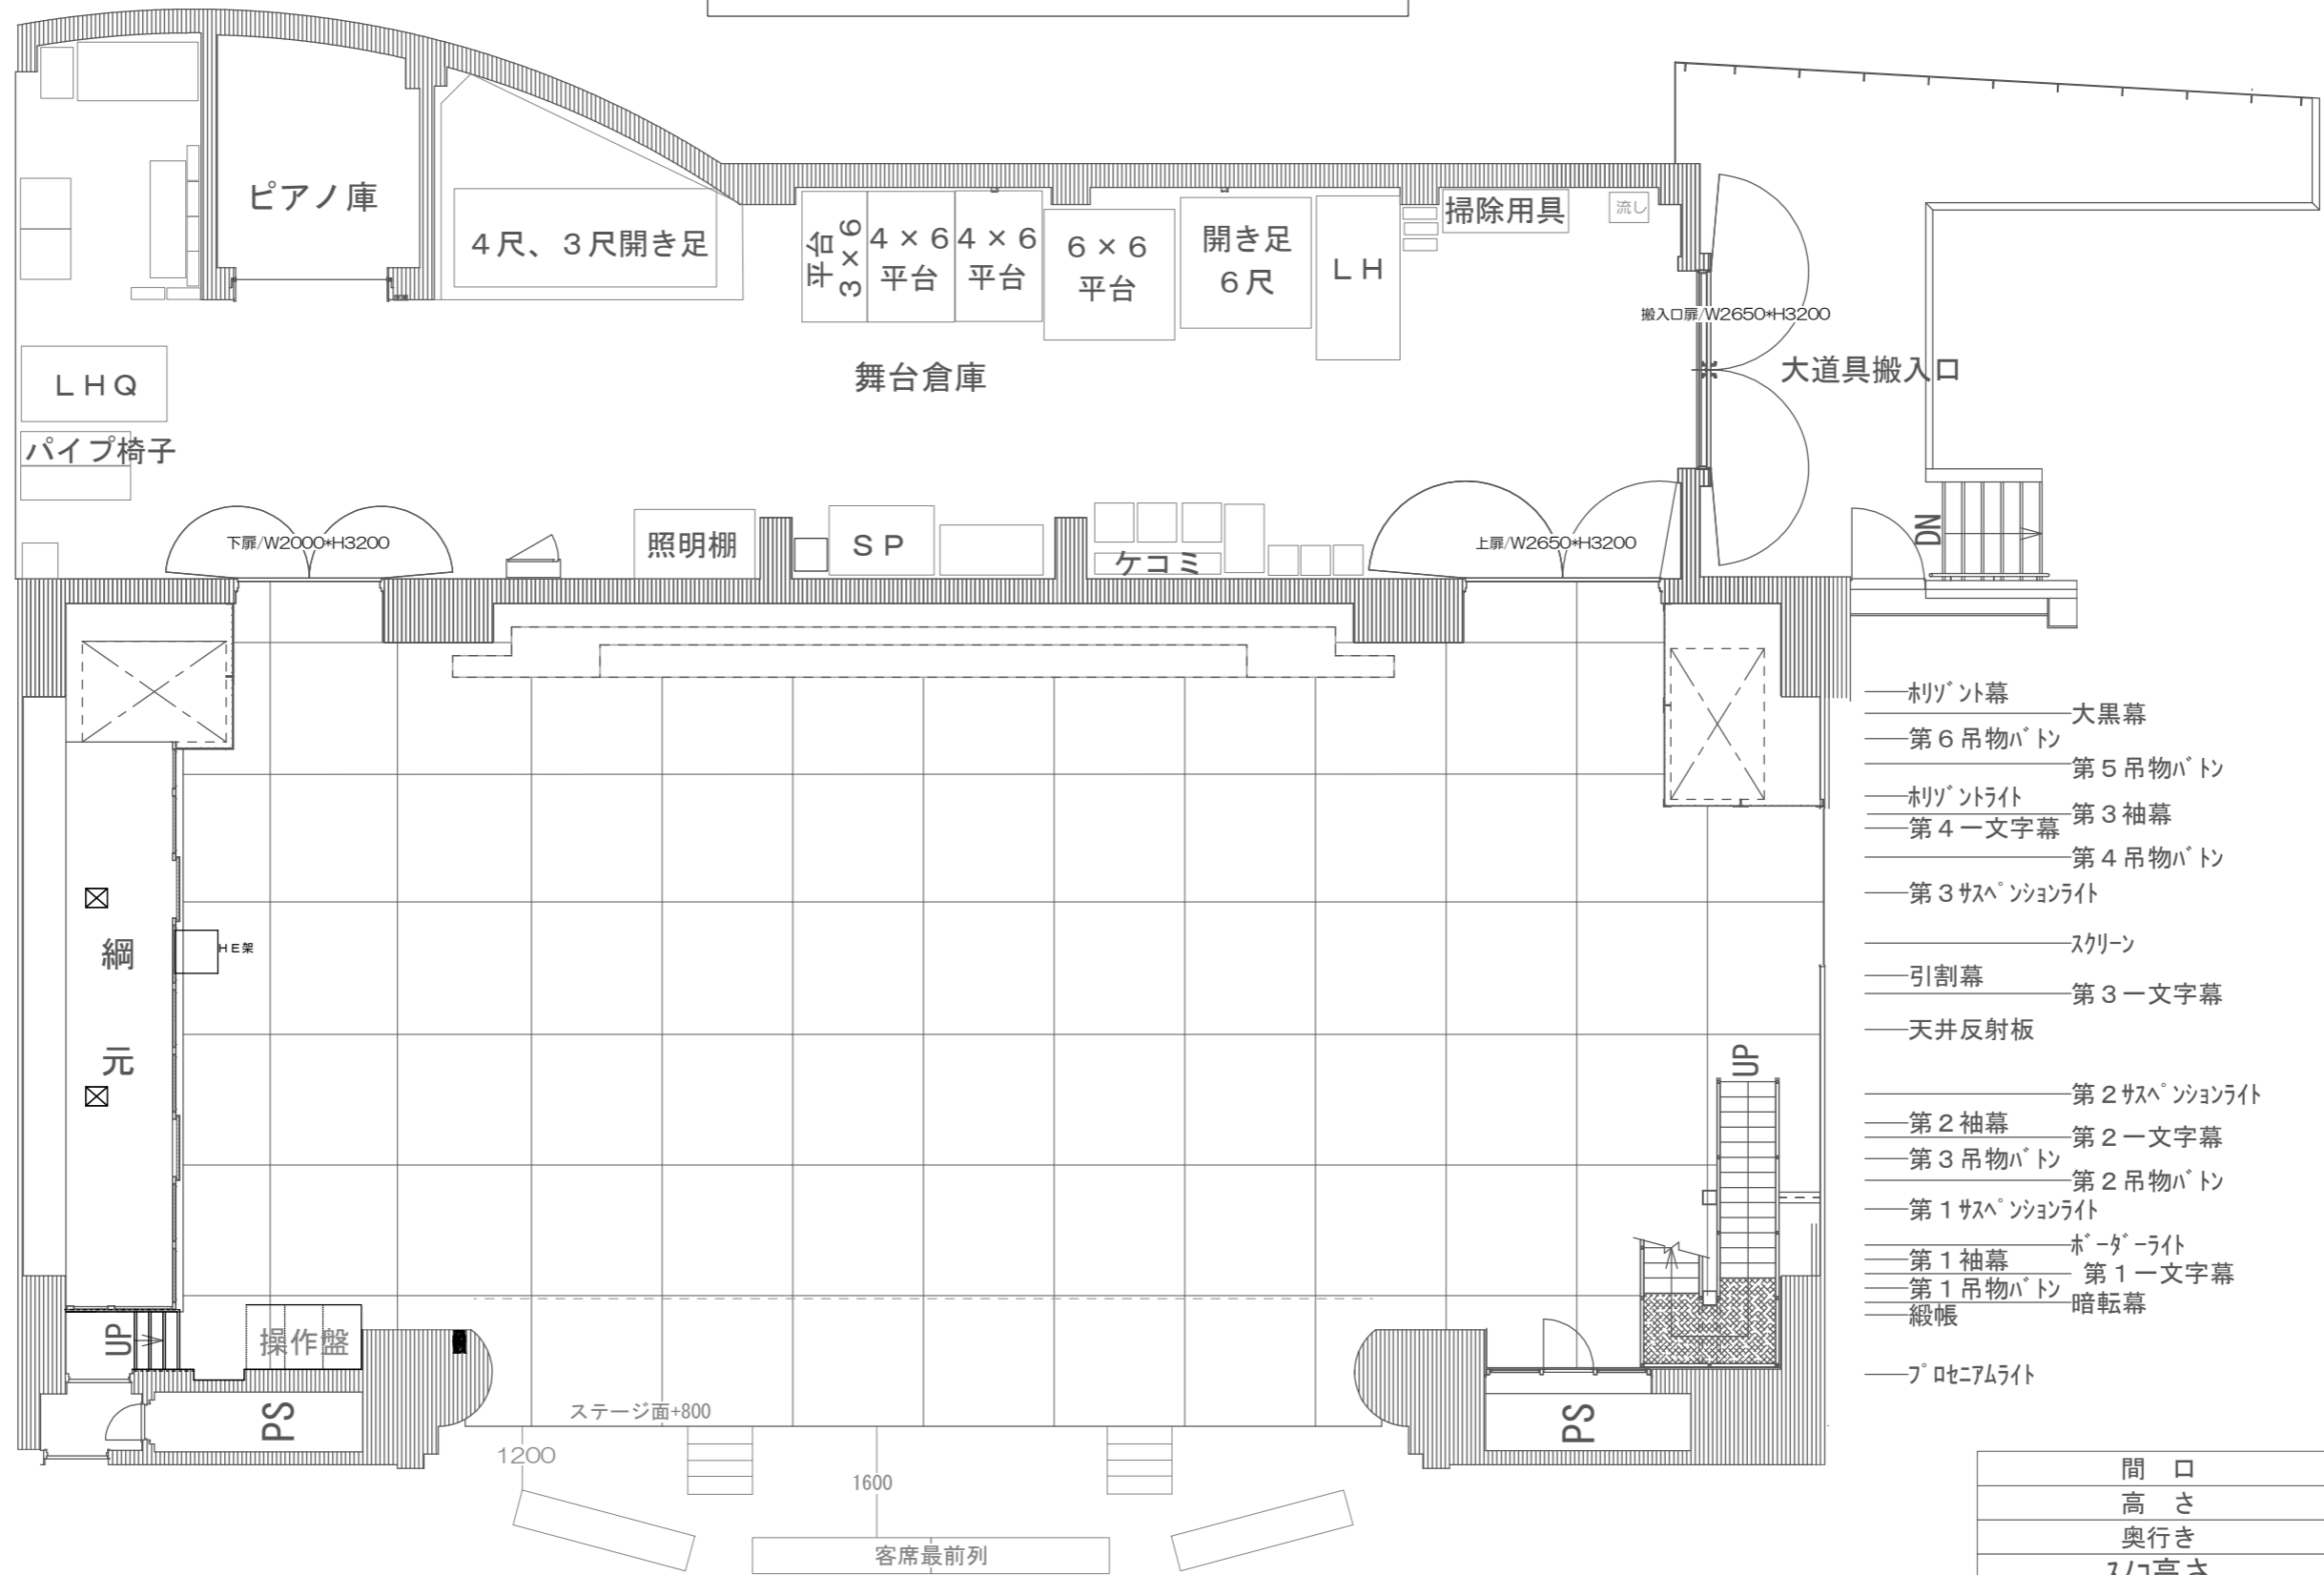 ピアノ庫
４尺、３尺開き足
平台
３×６
４×６
平台
４×６
平台
６×６
平台
開き足
６尺
ＬＨ
掃除用具
流し
搬入口扉/W2650*H3200
大道具搬入口
舞台倉庫
ＬＨＱ
パイプ椅子
下扉/W2000*H3200
照明棚
ＳＰ
ケコミ
上扉/W2650*H3200
DN
ﾎﾘｿﾞﾝﾄ幕
大黒幕
第６吊物ﾊﾞﾄﾝ
第５吊物ﾊﾞﾄﾝ
ﾎﾘｿﾞﾝﾄﾗｲﾄ
第３袖幕
第４一文字幕
第４吊物ﾊﾞﾄﾝ
第３ｻｽﾍﾟﾝｼｮﾝﾗｲﾄ
ｽｸﾘｰﾝ
引割幕
第３一文字幕
天井反射板
第２ｻｽﾍﾟﾝｼｮﾝﾗｲﾄ
第２袖幕
第２一文字幕
第３吊物ﾊﾞﾄﾝ
第２吊物ﾊﾞﾄﾝ
第１ｻｽﾍﾟﾝｼｮﾝﾗｲﾄ
ﾎﾞｰﾀﾞｰﾗｲﾄ
第１袖幕
第１一文字幕
第１吊物ﾊﾞﾄﾝ
暗転幕
緞帳
ﾌﾟﾛｾﾆｱﾑﾗｲﾄ
綱
元
ＨＥ架
UP
UP
操作盤
PS
PS
ステージ面+800
1200
1600
客席最前列
間　口
高　さ
奥行き
ｽﾉｺ高さ